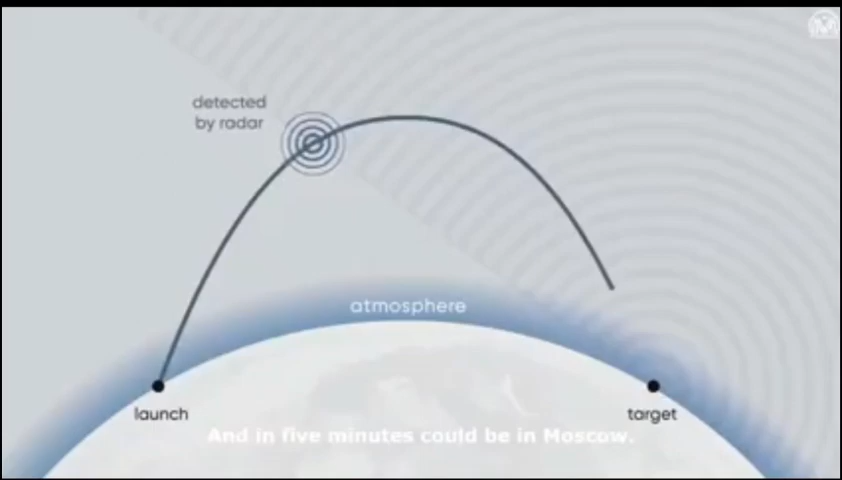 detected
by radar
atmosphere
launch
target
And in five minutes could be in Moscow.